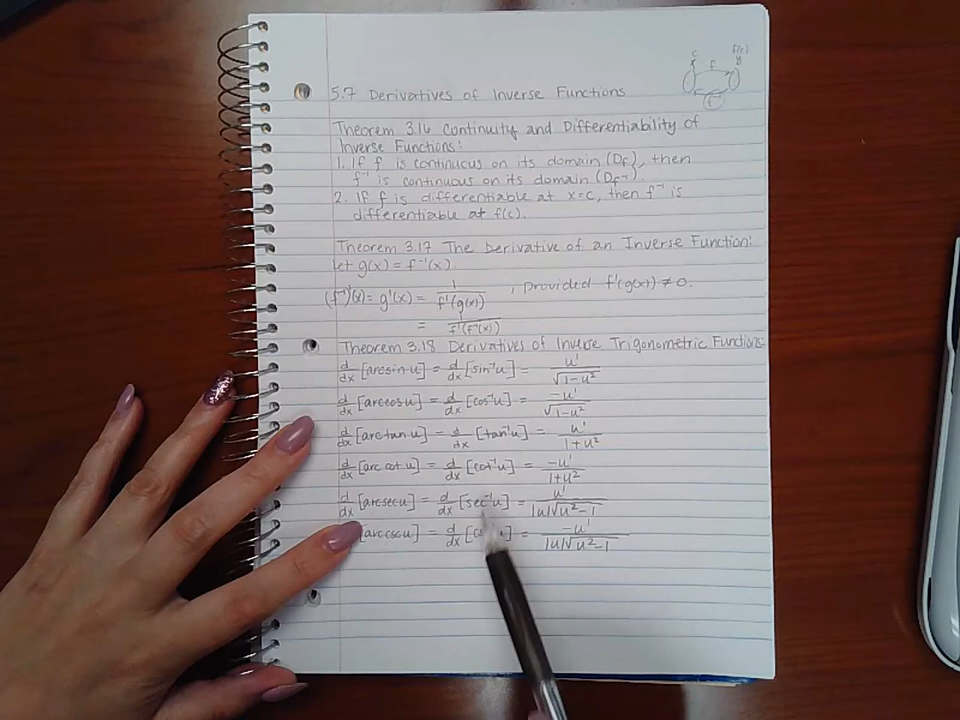 c f(c)
x f y
f⁻¹
5.7 Derivatives of Inverse Functions
Theorem 3.16 Continuity and Differentiability of
Inverse Functions:
1. If f is continuous on its domain (Df), then
f⁻¹ is continuous on its domain (Df⁻¹).
2. If f is differentiable at x=c, then f⁻¹ is
differentiable at f(c).
Theorem 3.17 The Derivative of an Inverse Function:
Let g(x) = f⁻¹(x).
(f⁻¹)'(x) = g'(x) = 1/f'(g(x)), provided f'(g(x)) ≠ 0.
= 1/f'(f⁻¹(x))
Theorem 3.18 Derivatives of Inverse Trigonometric Functions:
d/dx [arcsin u] = d/dx [sin⁻¹u] = u'/√(1-u²)
d/dx [arccos u] = d/dx [cos⁻¹u] = -u'/√(1-u²)
d/dx [arctan u] = d/dx [tan⁻¹u] = u'/(1+u²)
d/dx [arc cot u] = d/dx [cot⁻¹u] = -u'/(1+u²)
d/dx [arcsec u] = d/dx [sec⁻¹u] = u'/(|u|√(u²-1))
[arccsc u] = d/dx [c u] = -u'/(|u|√(u²-1))